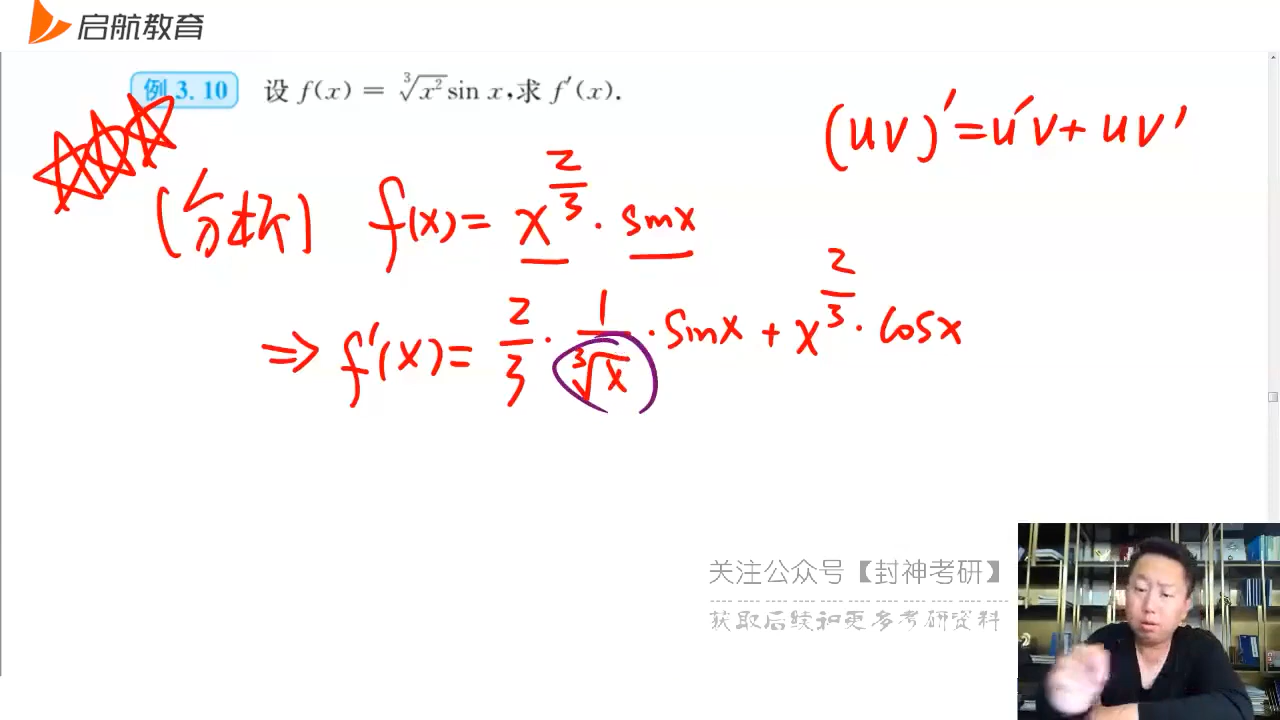 启航教育
例 3.10 设 f(x) = ∛x² sin x,求 f′(x).
(uv)′=u′v+uv′
(分析) f(x)= x^(2/3) · sinx
⇒ f′(x)= 2/3 · 1/∛x · sinx + x^(2/3) · cosx
关注公众号【封神考研】
获取后续和更多考研资料